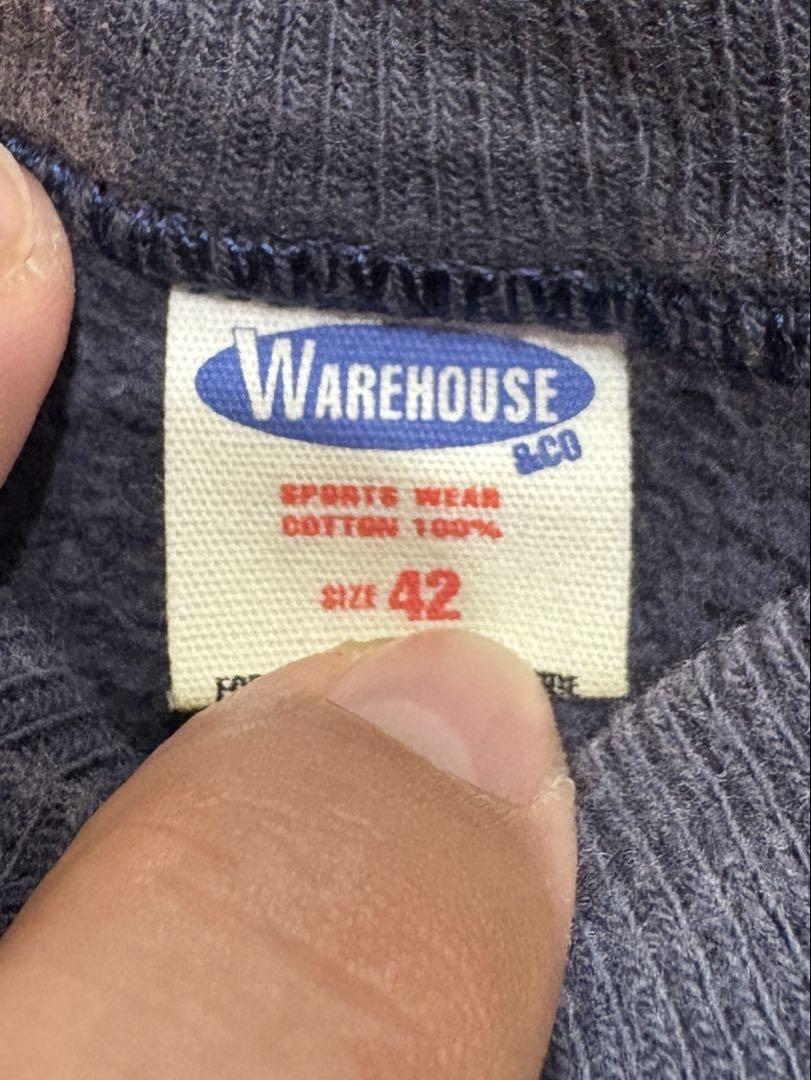 WAREHOUSE
&CO
SPORTS WEAR
COTTON 100%
SIZE 42